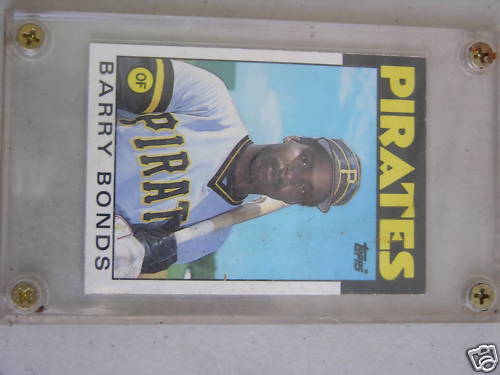 PIRATES
topps
PIRAT
OF
BARRY BONDS